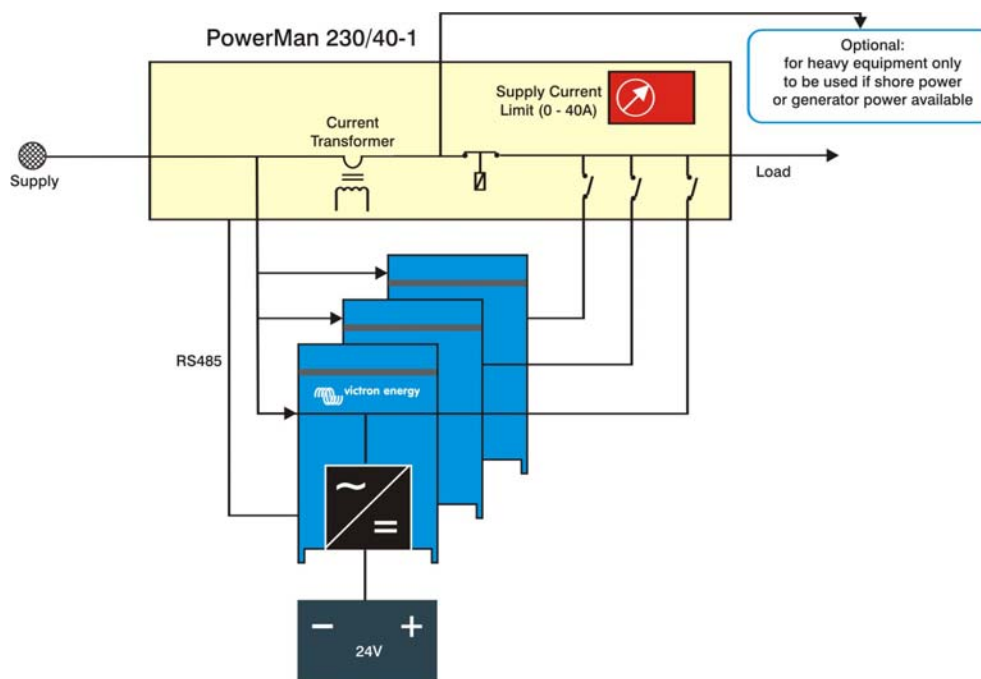 PowerMan 230/40-1
Optional:
for heavy equipment only
to be used if shore power
or generator power available
Supply Current
Limit (0 - 40A)
Current
Transformer
Supply
Load
RS485
victron energy
~
=
- +
24V